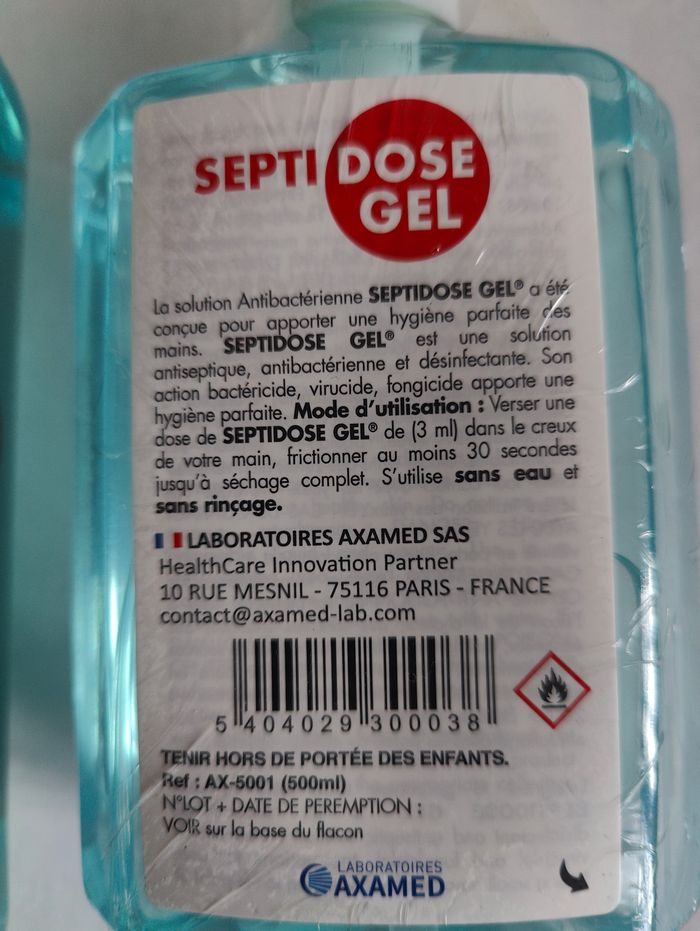 SEPTI DOSE
GEL
La solution Antibactérienne SEPTIDOSE GEL® a été
conçue pour apporter une hygiène parfaite des
mains. SEPTIDOSE GEL® est une solution
antiseptique, antibactérienne et désinfectante. Son
action bactéricide, virucide, fongicide apporte une
hygiène parfaite. Mode d'utilisation : Verser une
dose de SEPTIDOSE GEL® de (3 ml) dans le creux
de votre main, frictionner au moins 30 secondes
jusqu'à séchage complet. S'utilise sans eau et
sans rinçage.
LABORATOIRES AXAMED SAS
HealthCare Innovation Partner
10 RUE MESNIL - 75116 PARIS - FRANCE
contact@axamed-lab.com
5 404029 300038
TENIR HORS DE PORTÉE DES ENFANTS.
Ref : AX-5001 (500ml)
N°LOT + DATE DE PEREMPTION :
VOIR sur la base du flacon
LABORATOIRES
AXAMED